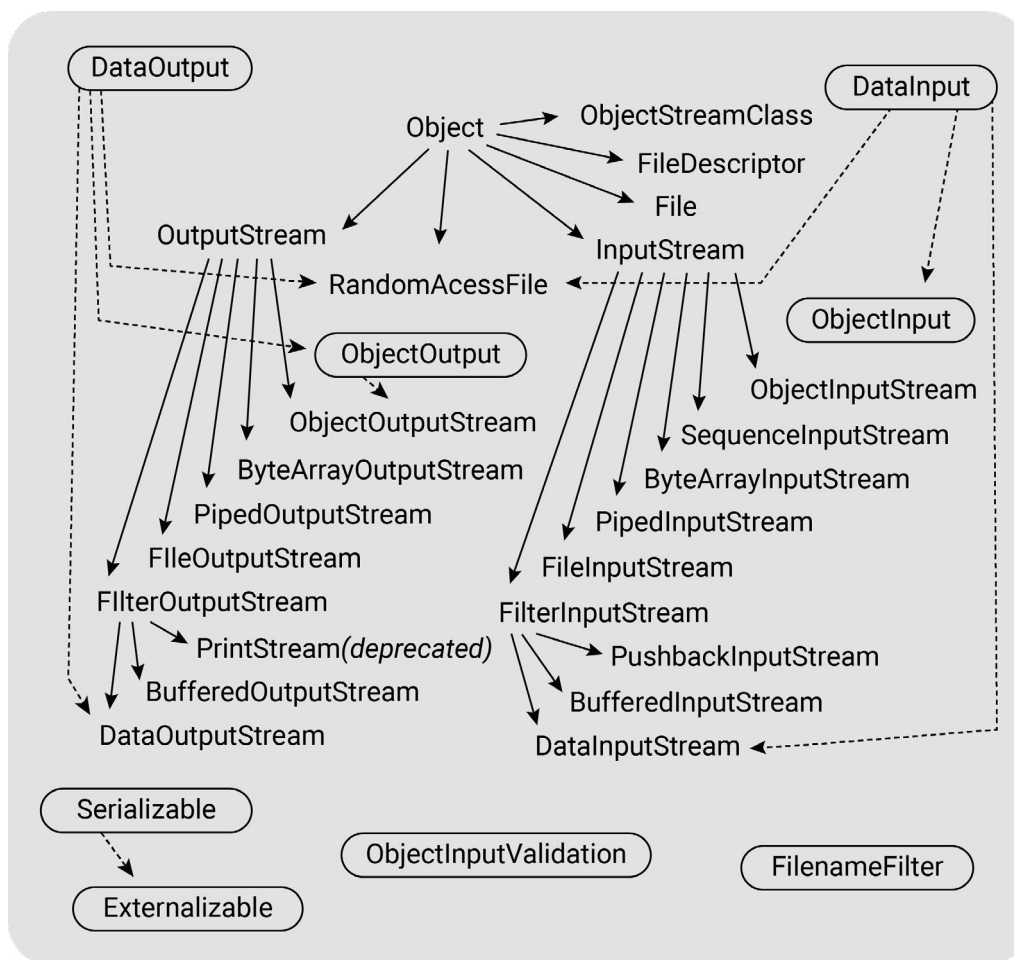 DataOutput
DataInput
Object
ObjectStreamClass
FileDescriptor
File
OutputStream
InputStream
RandomAcessFile
ObjectInput
ObjectOutput
ObjectInputStream
ObjectOutputStream
SequenceInputStream
ByteArrayOutputStream
ByteArrayInputStream
PipedOutputStream
PipedInputStream
FIleOutputStream
FileInputStream
FIlterOutputStream
FilterInputStream
PrintStream(deprecated)
PushbackInputStream
BufferedOutputStream
BufferedInputStream
DataOutputStream
DataInputStream
Serializable
ObjectInputValidation
FilenameFilter
Externalizable